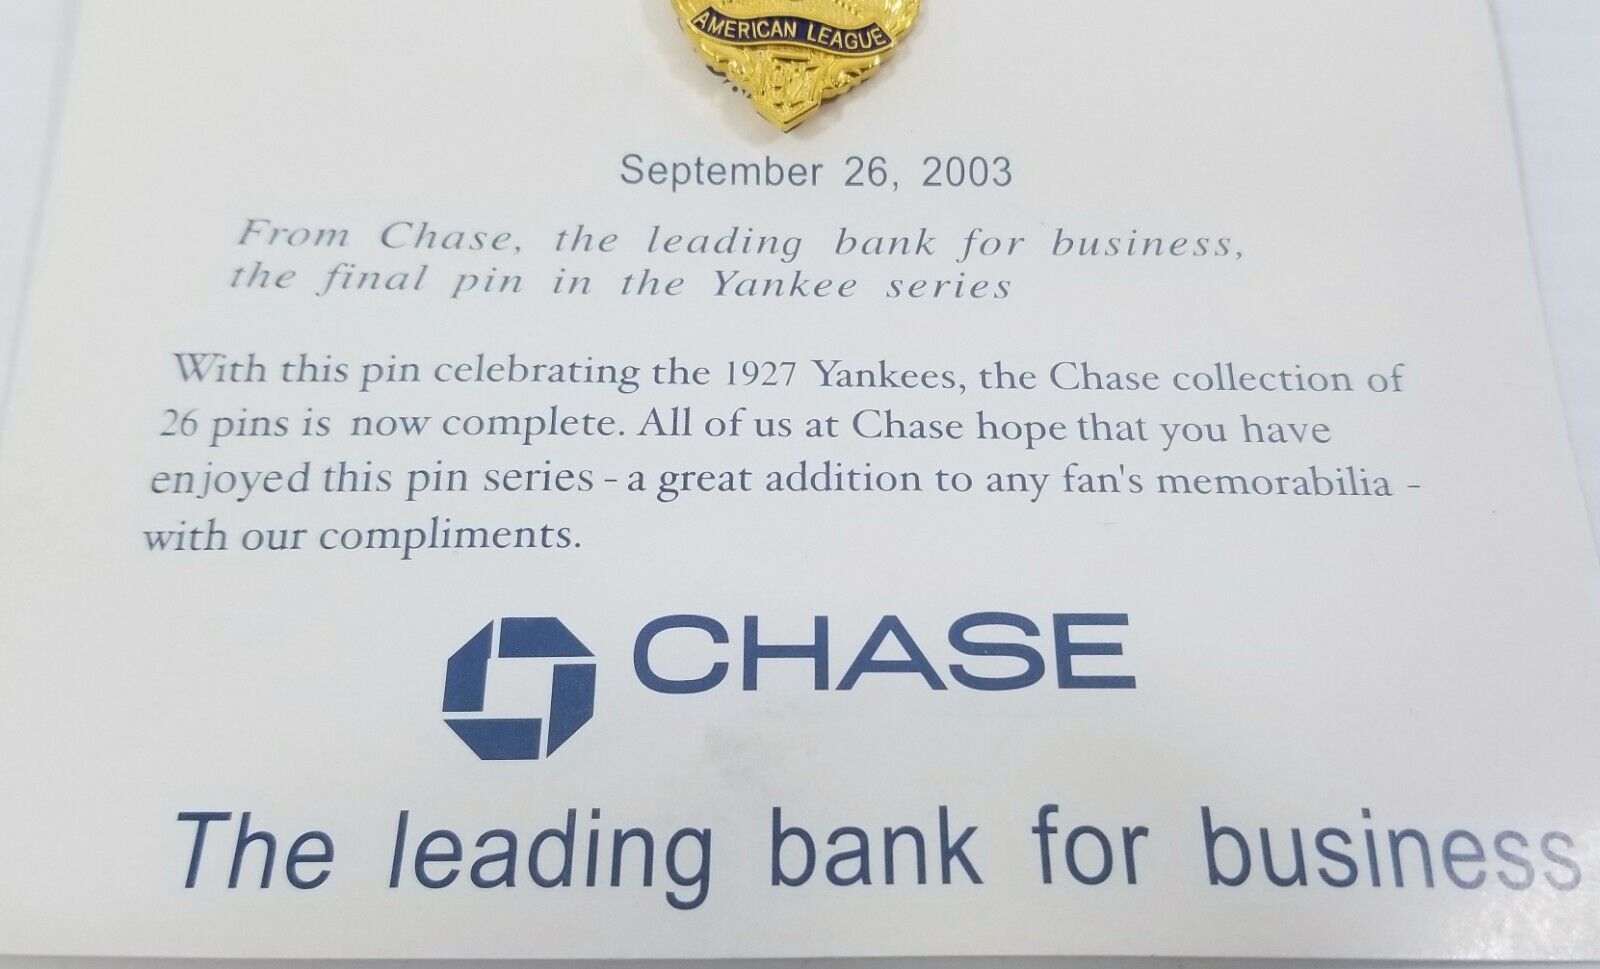 AMERICAN LEAGUE
1927
September 26, 2003
From Chase, the leading bank for business,
the final pin in the Yankee series
With this pin celebrating the 1927 Yankees, the Chase collection of
26 pins is now complete. All of us at Chase hope that you have
enjoyed this pin series - a great addition to any fan's memorabilia -
with our compliments.
CHASE
The leading bank for business